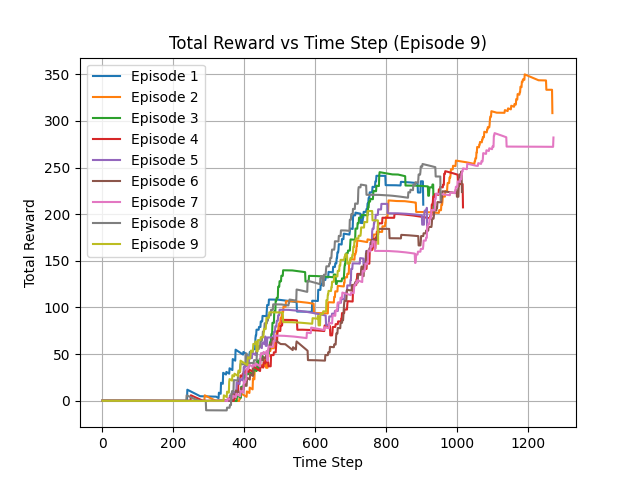 Total Reward vs Time Step (Episode 9)
Total Reward
350
300
250
200
150
100
50
0
Episode 1
Episode 2
Episode 3
Episode 4
Episode 5
Episode 6
Episode 7
Episode 8
Episode 9
0 200 400 600 800 1000 1200
Time Step